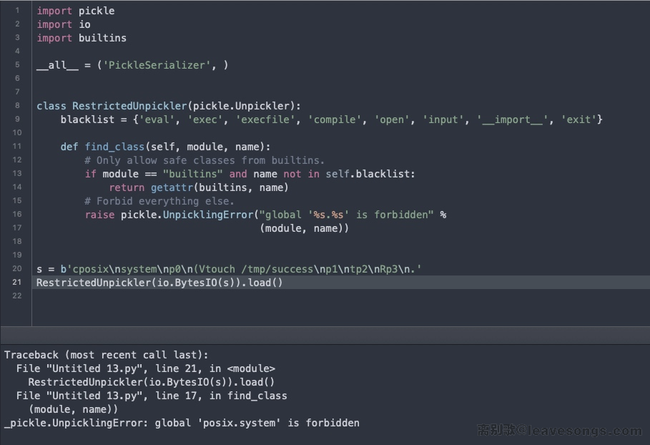 1 import pickle
2 import io
3 import builtins
4
5 __all__ = ('PickleSerializer', )
6
7
8 class RestrictedUnpickler(pickle.Unpickler):
9     blacklist = {'eval', 'exec', 'execfile', 'compile', 'open', 'input', '__import__', 'exit'}
10
11     def find_class(self, module, name):
12         # Only allow safe classes from builtins.
13         if module == "builtins" and name not in self.blacklist:
14             return getattr(builtins, name)
15         # Forbid everything else.
16         raise pickle.UnpicklingError("global '%s.%s' is forbidden" %
17                                      (module, name))
18
19
20 s = b'cposix\nsystem\np0\n(Vtouch /tmp/success\np1\ntp2\nRp3\n.'
21 RestrictedUnpickler(io.BytesIO(s)).load()
22
Traceback (most recent call last):
  File "Untitled 13.py", line 21, in <module>
    RestrictedUnpickler(io.BytesIO(s)).load()
  File "Untitled 13.py", line 17, in find_class
    (module, name))
_pickle.UnpicklingError: global 'posix.system' is forbidden
@leavesongs.com